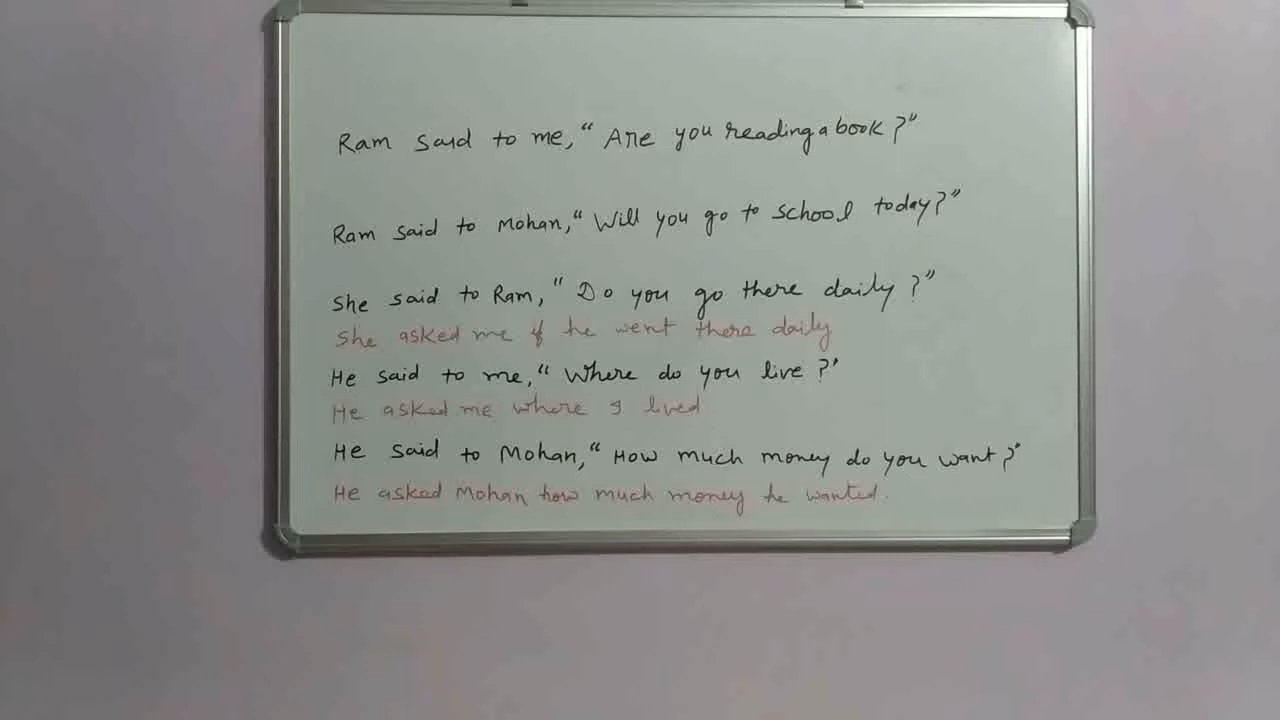 Ram said to me, "Are you reading a book?"
Ram said to Mohan, "Will you go to school today?"
She said to Ram, "Do you go there daily?"
She asked me if he went there daily
He said to me, "Where do you live?'
He asked me where I lived
He said to Mohan, "How much money do you want?"
He asked Mohan how much money he wanted.